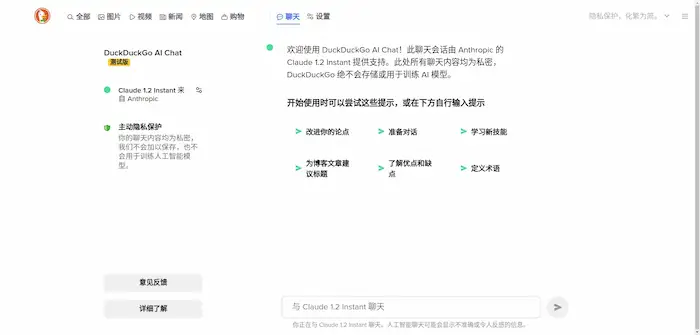 全部 图片 视频 新闻 地图 购物 聊天 设置 隐私保护，化繁为简。
DuckDuckGo AI Chat
测试版
Claude 1.2 Instant 来
自 Anthropic
主动隐私保护
你的聊天内容均为私密，
我们不会加以保存，也不
会用于训练人工智能模
型。
意见反馈
详细了解
欢迎使用 DuckDuckGo AI Chat！此聊天会话由 Anthropic 的
Claude 1.2 Instant 提供支持。此处所有聊天内容均为私密，
DuckDuckGo 绝不会存储或用于训练 AI 模型。
开始使用时可以尝试这些提示，或在下方自行输入提示
改进你的论点 准备对话 学习新技能
为博客文章建
议标题
了解优点和缺
点
定义术语
与 Claude 1.2 Instant 聊天
你正在与 Claude 1.2 Instant 聊天。人工智能聊天可能会显示不准确或令人反感的信息。